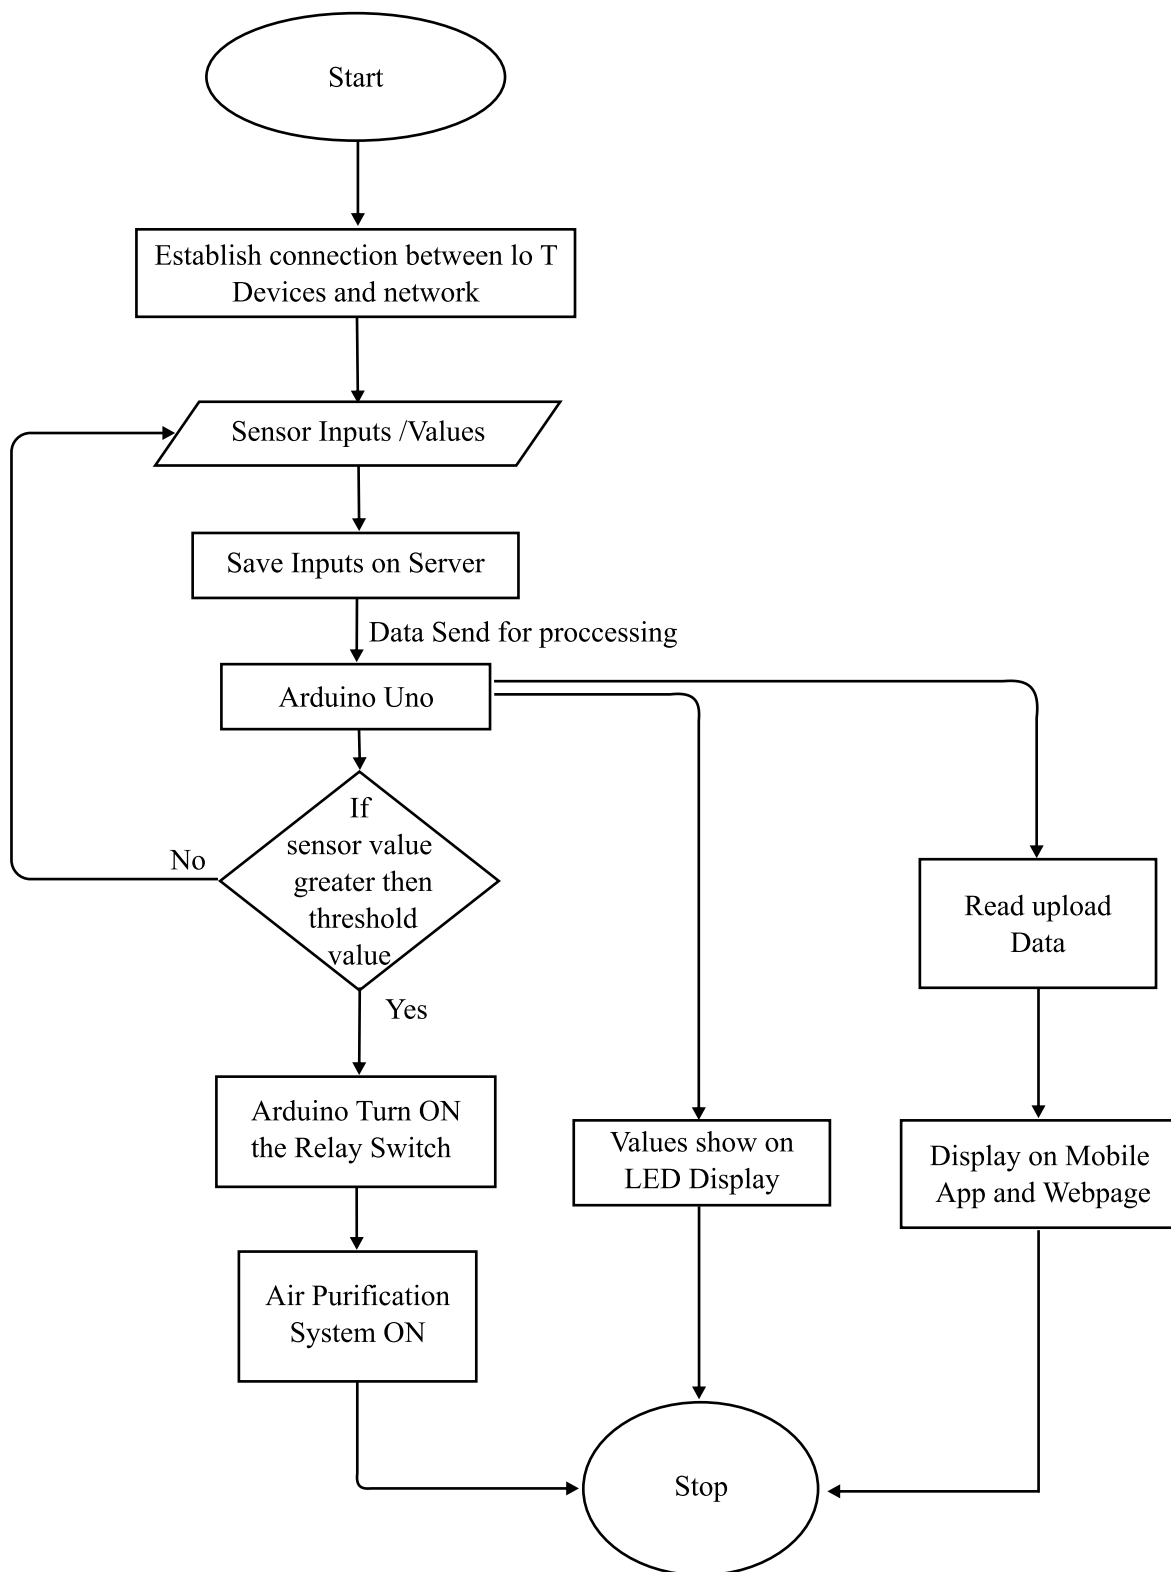 Start
Establish connection between lo T
Devices and network
Sensor Inputs /Values
Save Inputs on Server
Data Send for proccessing
Arduino Uno
If
sensor value
greater then
threshold
value
No
Yes
Read upload
Data
Arduino Turn ON
the Relay Switch
Values show on
LED Display
Display on Mobile
App and Webpage
Air Purification
System ON
Stop